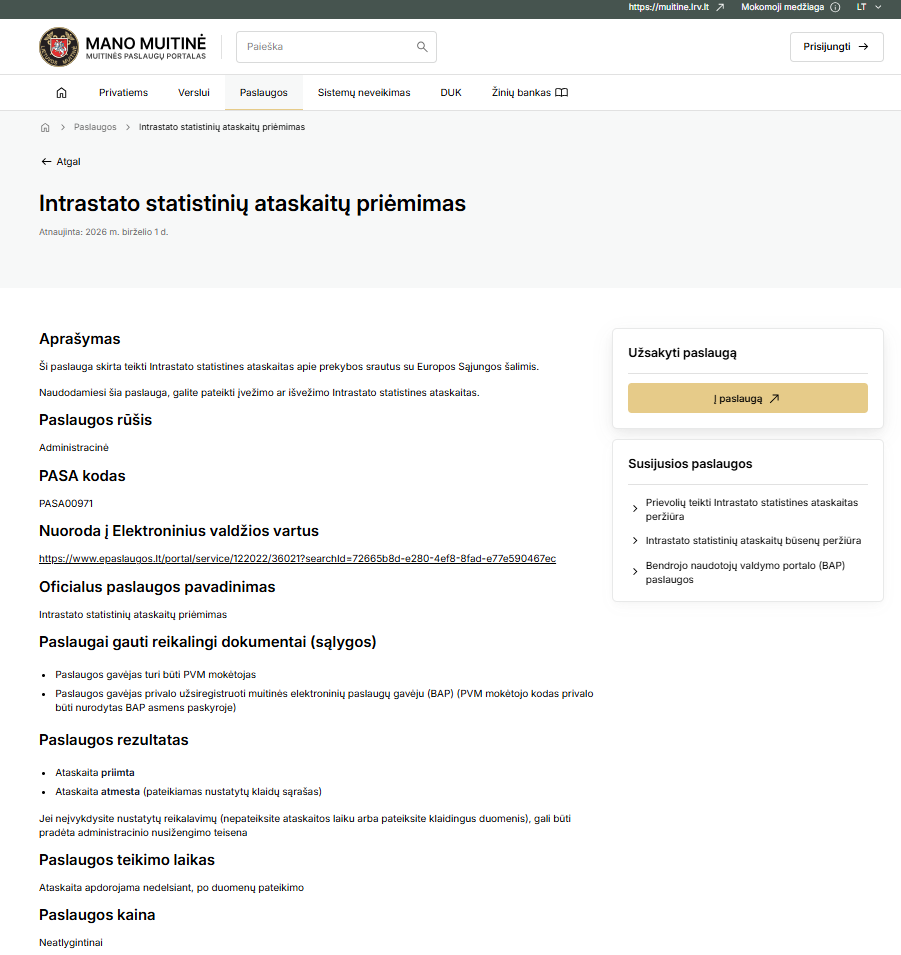 https://muitine.lrv.lt Mokomoji medžiaga LT
MANO MUITINĖ
MUITINĖS PASLAUGŲ PORTALAS
Paieška
Prisijungti
Privatiems Verslui Paslaugos Sistemų neveikimas DUK Žinių bankas
Paslaugos Intrastato statistinių ataskaitų priėmimas
Atgal
Intrastato statistinių ataskaitų priėmimas
Atnaujinta: 2026 m. birželio 1 d.
Aprašymas
Ši paslauga skirta teikti Intrastato statistines ataskaitas apie prekybos srautus su Europos Sąjungos šalimis.
Naudodamiesi šia paslauga, galite pateikti įvežimo ar išvežimo Intrastato statistines ataskaitas.
Paslaugos rūšis
Administracinė
PASA kodas
PASA00971
Nuoroda į Elektroninius valdžios vartus
https://www.epaslaugos.lt/portal/service/122022/36021?searchId=72665b8d-e280-4ef8-8fad-e77e590467ec
Oficialus paslaugos pavadinimas
Intrastato statistinių ataskaitų priėmimas
Paslaugai gauti reikalingi dokumentai (sąlygos)
Paslaugos gavėjas turi būti PVM mokėtojas
Paslaugos gavėjas privalo užsiregistruoti muitinės elektroninių paslaugų gavėju (BAP) (PVM mokėtojo kodas privalo
būti nurodytas BAP asmens paskyroje)
Paslaugos rezultatas
Ataskaita priimta
Ataskaita atmesta (pateikiamas nustatytų klaidų sąrašas)
Jei neįvykdysite nustatytų reikalavimų (nepateiksite ataskaitos laiku arba pateiksite klaidingus duomenis), gali būti
pradėta administracinio nusižengimo teisena
Paslaugos teikimo laikas
Ataskaita apdorojama nedelsiant, po duomenų pateikimo
Paslaugos kaina
Neatlygintinai
Užsakyti paslaugą
Į paslaugą
Susijusios paslaugos
Prievolių teikti Intrastato statistines ataskaitas
peržiūra
Intrastato statistinių ataskaitų būsenų peržiūra
Bendrojo naudotojų valdymo portalo (BAP)
paslaugos